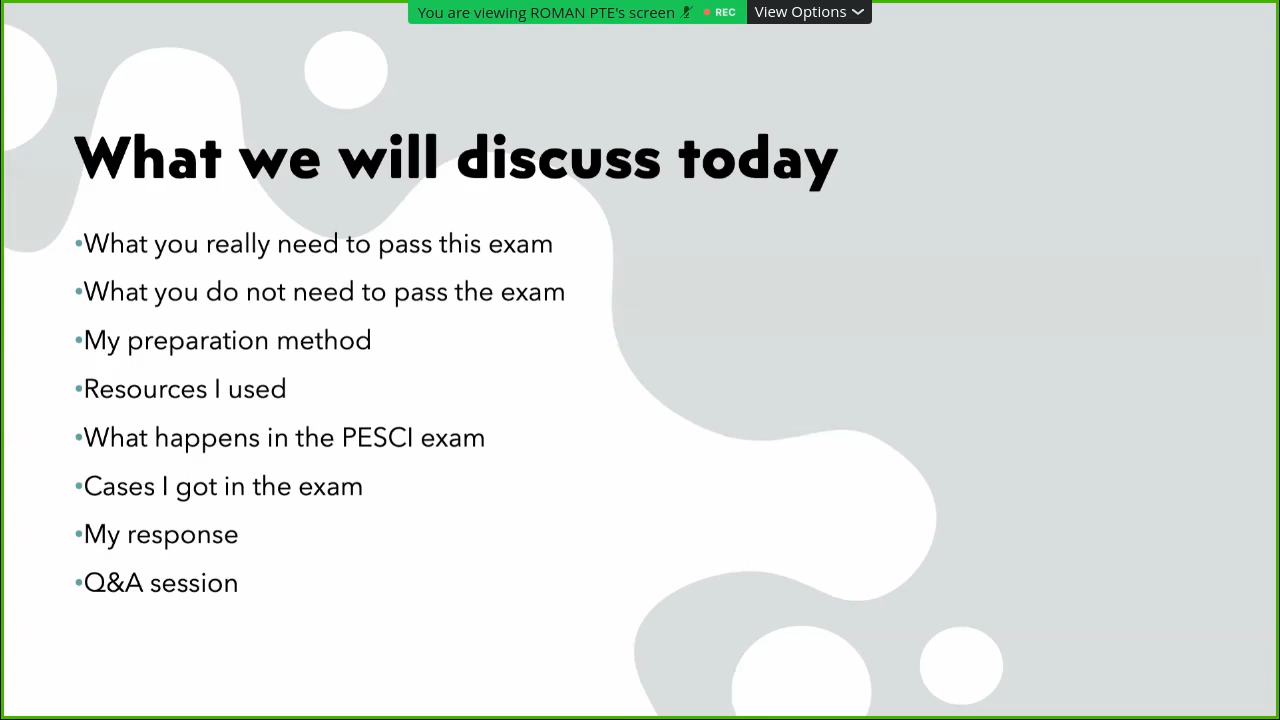 You are viewing ROMAN PTE's screen REC View Options
What we will discuss today
•What you really need to pass this exam
•What you do not need to pass the exam
•My preparation method
•Resources I used
•What happens in the PESCI exam
•Cases I got in the exam
•My response
•Q&A session